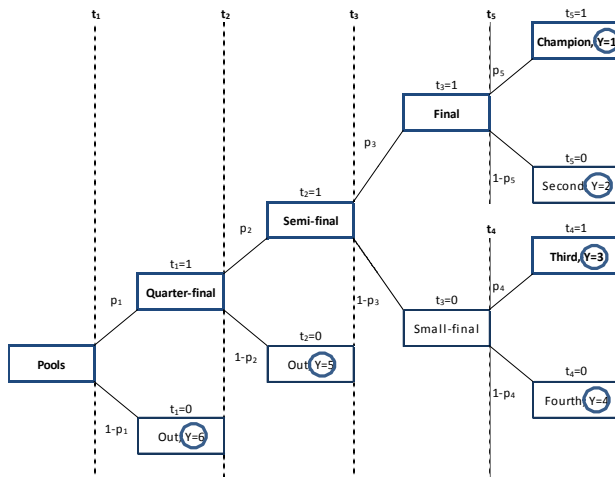 t₁
t₂
t₃
t₅
t₅=1
Champion, Y=1
p₅
t₃=1
Final
p₃
1-p₅
t₅=0
Second, Y=2
t₂=1
Semi-final
p₂
t₄
t₄=1
Third, Y=3
p₄
t₁=1
Quarter-final
p₁
1-p₃
t₃=0
Small-final
t₂=0
1-p₂
Out, Y=5
Pools
1-p₄
t₄=0
Fourth, Y=4
t₁=0
1-p₁
Out, Y=6